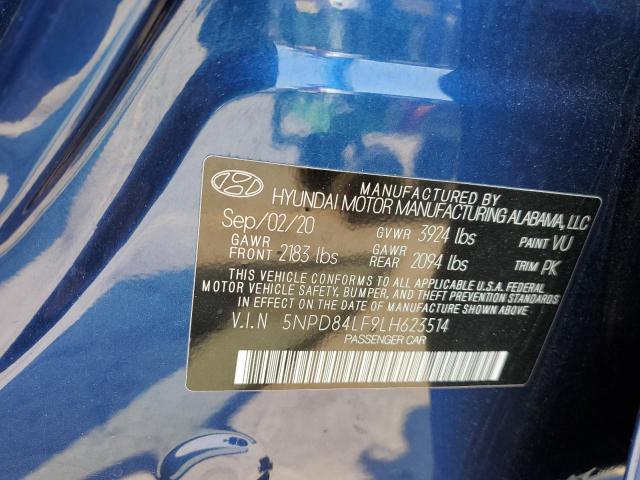 MANUFACTURED BY
HYUNDAI MOTOR MANUFACTURING ALABAMA, LLC
Sep/02/20 GVWR 3924 lbs PAINT VU
GAWR FRONT 2183 lbs GAWR REAR 2094 lbs TRIM PK
THIS VEHICLE CONFORMS TO ALL APPLICABLE U.S.A. FEDERAL
MOTOR VEHICLE SAFETY, BUMPER, AND THEFT PREVENTION STANDARDS
IN EFFECT ON THE DATE OF MANUFACTURE SHOWN ABOVE.
V.I.N 5NPD84LF9LH623514
PASSENGER CAR